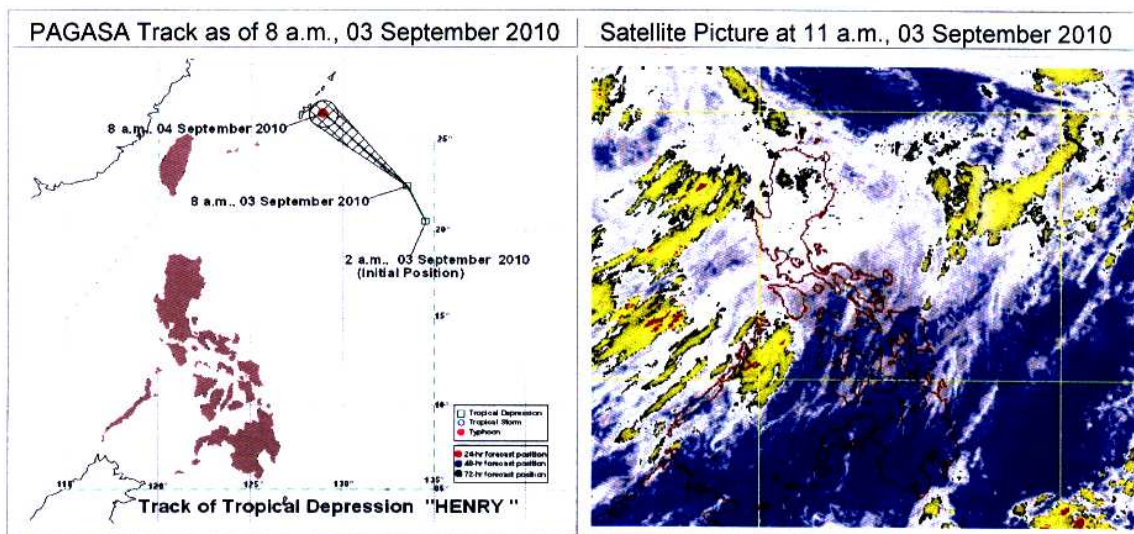 PAGASA Track as of 8 a.m., 03 September 2010
Satellite Picture at 11 a.m., 03 September 2010
8 a.m., 04 September 2010
25°
8 a.m., 03 September 2010
20°
2 a.m., 03 September 2010
(Initial Position)
15°
10°
Tropical Depression
Tropical Storm
Typhoon
24-hr forecast position
48-hr forecast position
72-hr forecast position
120° 125° 130° 135°
05°
Track of Tropical Depression "HENRY "